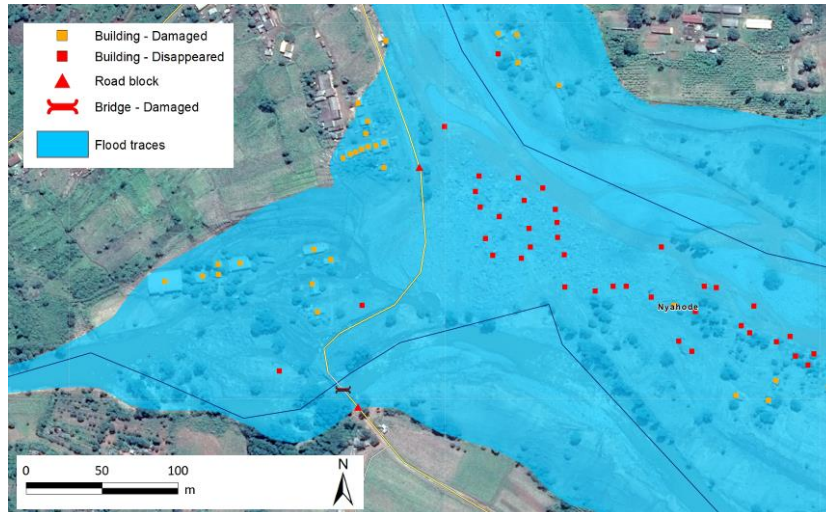 Building - Damaged
Building - Disappeared
Road block
Bridge - Damaged
Flood traces
Nyahode
0 50 100
m
N